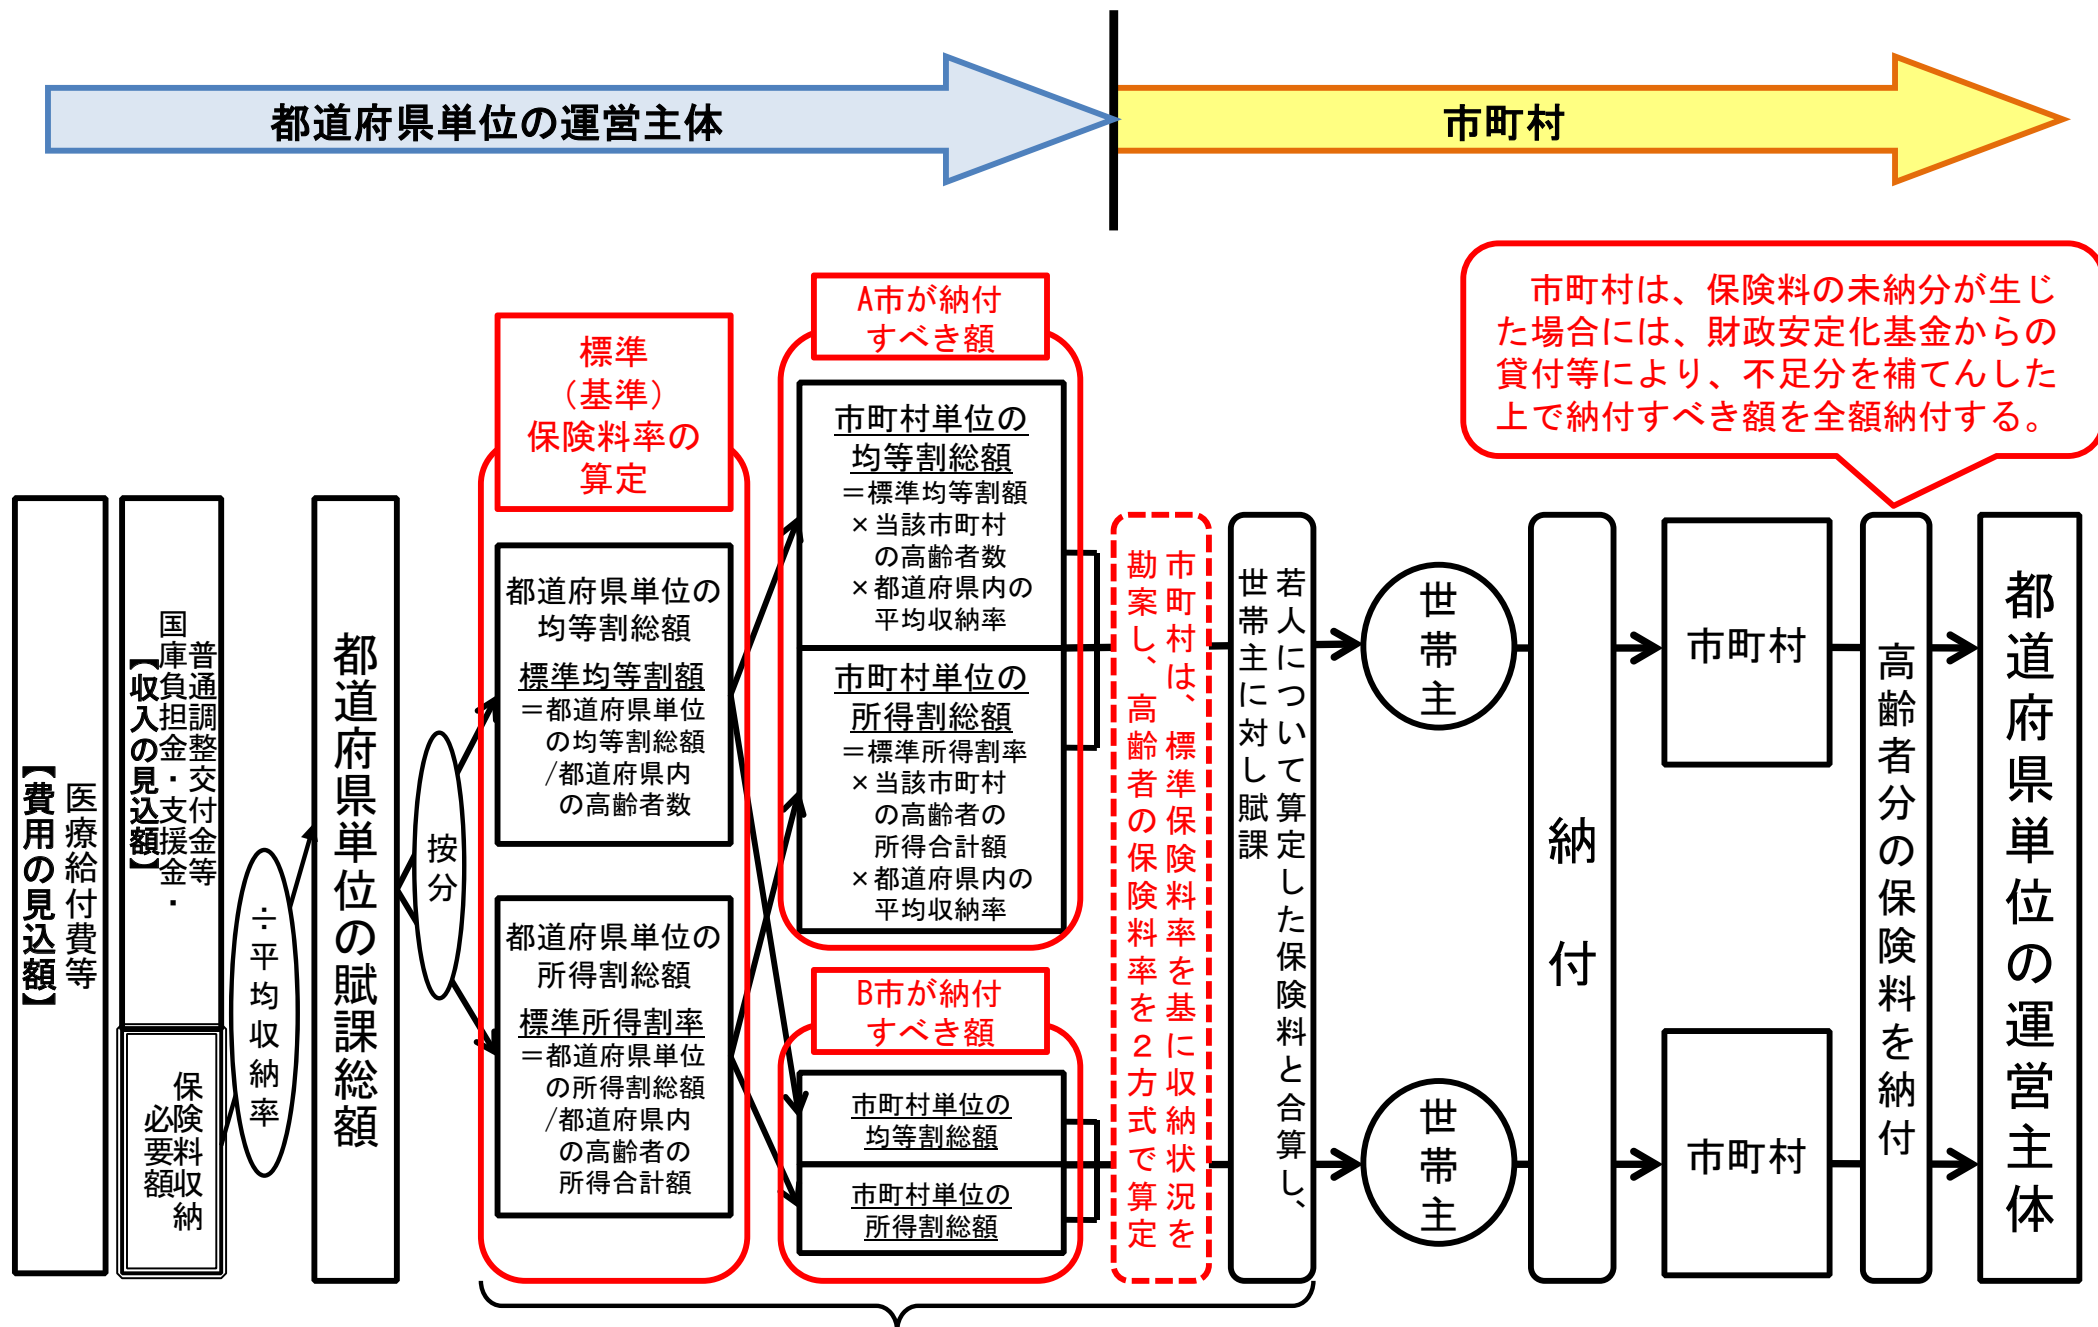 都道府県単位の運営主体
市町村
市町村は、保険料の未納分が生じ
た場合には、財政安定化基金からの
貸付等により、不足分を補てんした
上で納付すべき額を全額納付する。
【費用の見込額】
医療給付費等
【収入の見込額】
国庫負担金・支援金・
普通調整交付金等
保険料収納
必要額
÷平均収納率
都道府県単位の賦課総額
按分
標準
（基準）
保険料率の
算定
都道府県単位の
均等割総額
標準均等割額
＝都道府県単位
の均等割総額
/都道府県内
の高齢者数
都道府県単位の
所得割総額
標準所得割率
＝都道府県単位
の所得割総額
/都道府県内
の高齢者の
所得合計額
A市が納付
すべき額
市町村単位の
均等割総額
＝標準均等割額
×当該市町村
の高齢者数
×都道府県内の
平均収納率
市町村単位の
所得割総額
＝標準所得割率
×当該市町村
の高齢者の
所得合計額
×都道府県内の
平均収納率
B市が納付
すべき額
市町村単位の
均等割総額
市町村単位の
所得割総額
市町村は、標準保険料率を基に収納状況を
勘案し、高齢者の保険料率を２方式で算定
若人について算定した保険料と合算し、
世帯主に対し賦課
世帯主
世帯主
納付
市町村
市町村
高齢者分の保険料を納付
都道府県単位の運営主体